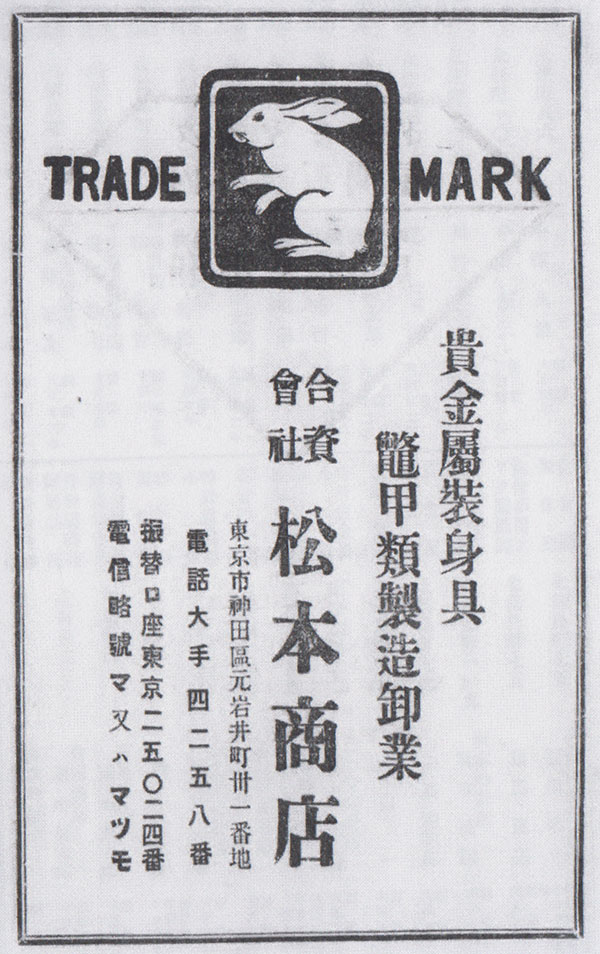 TRADE MARK
貴金屬裝身具
鼈甲類製造卸業
合資會社 松本商店
東京市神田區元岩井町卅一番地
電話大手四二五八番
振替口座東京二五〇二四番
電信略號マ又ハマツモ